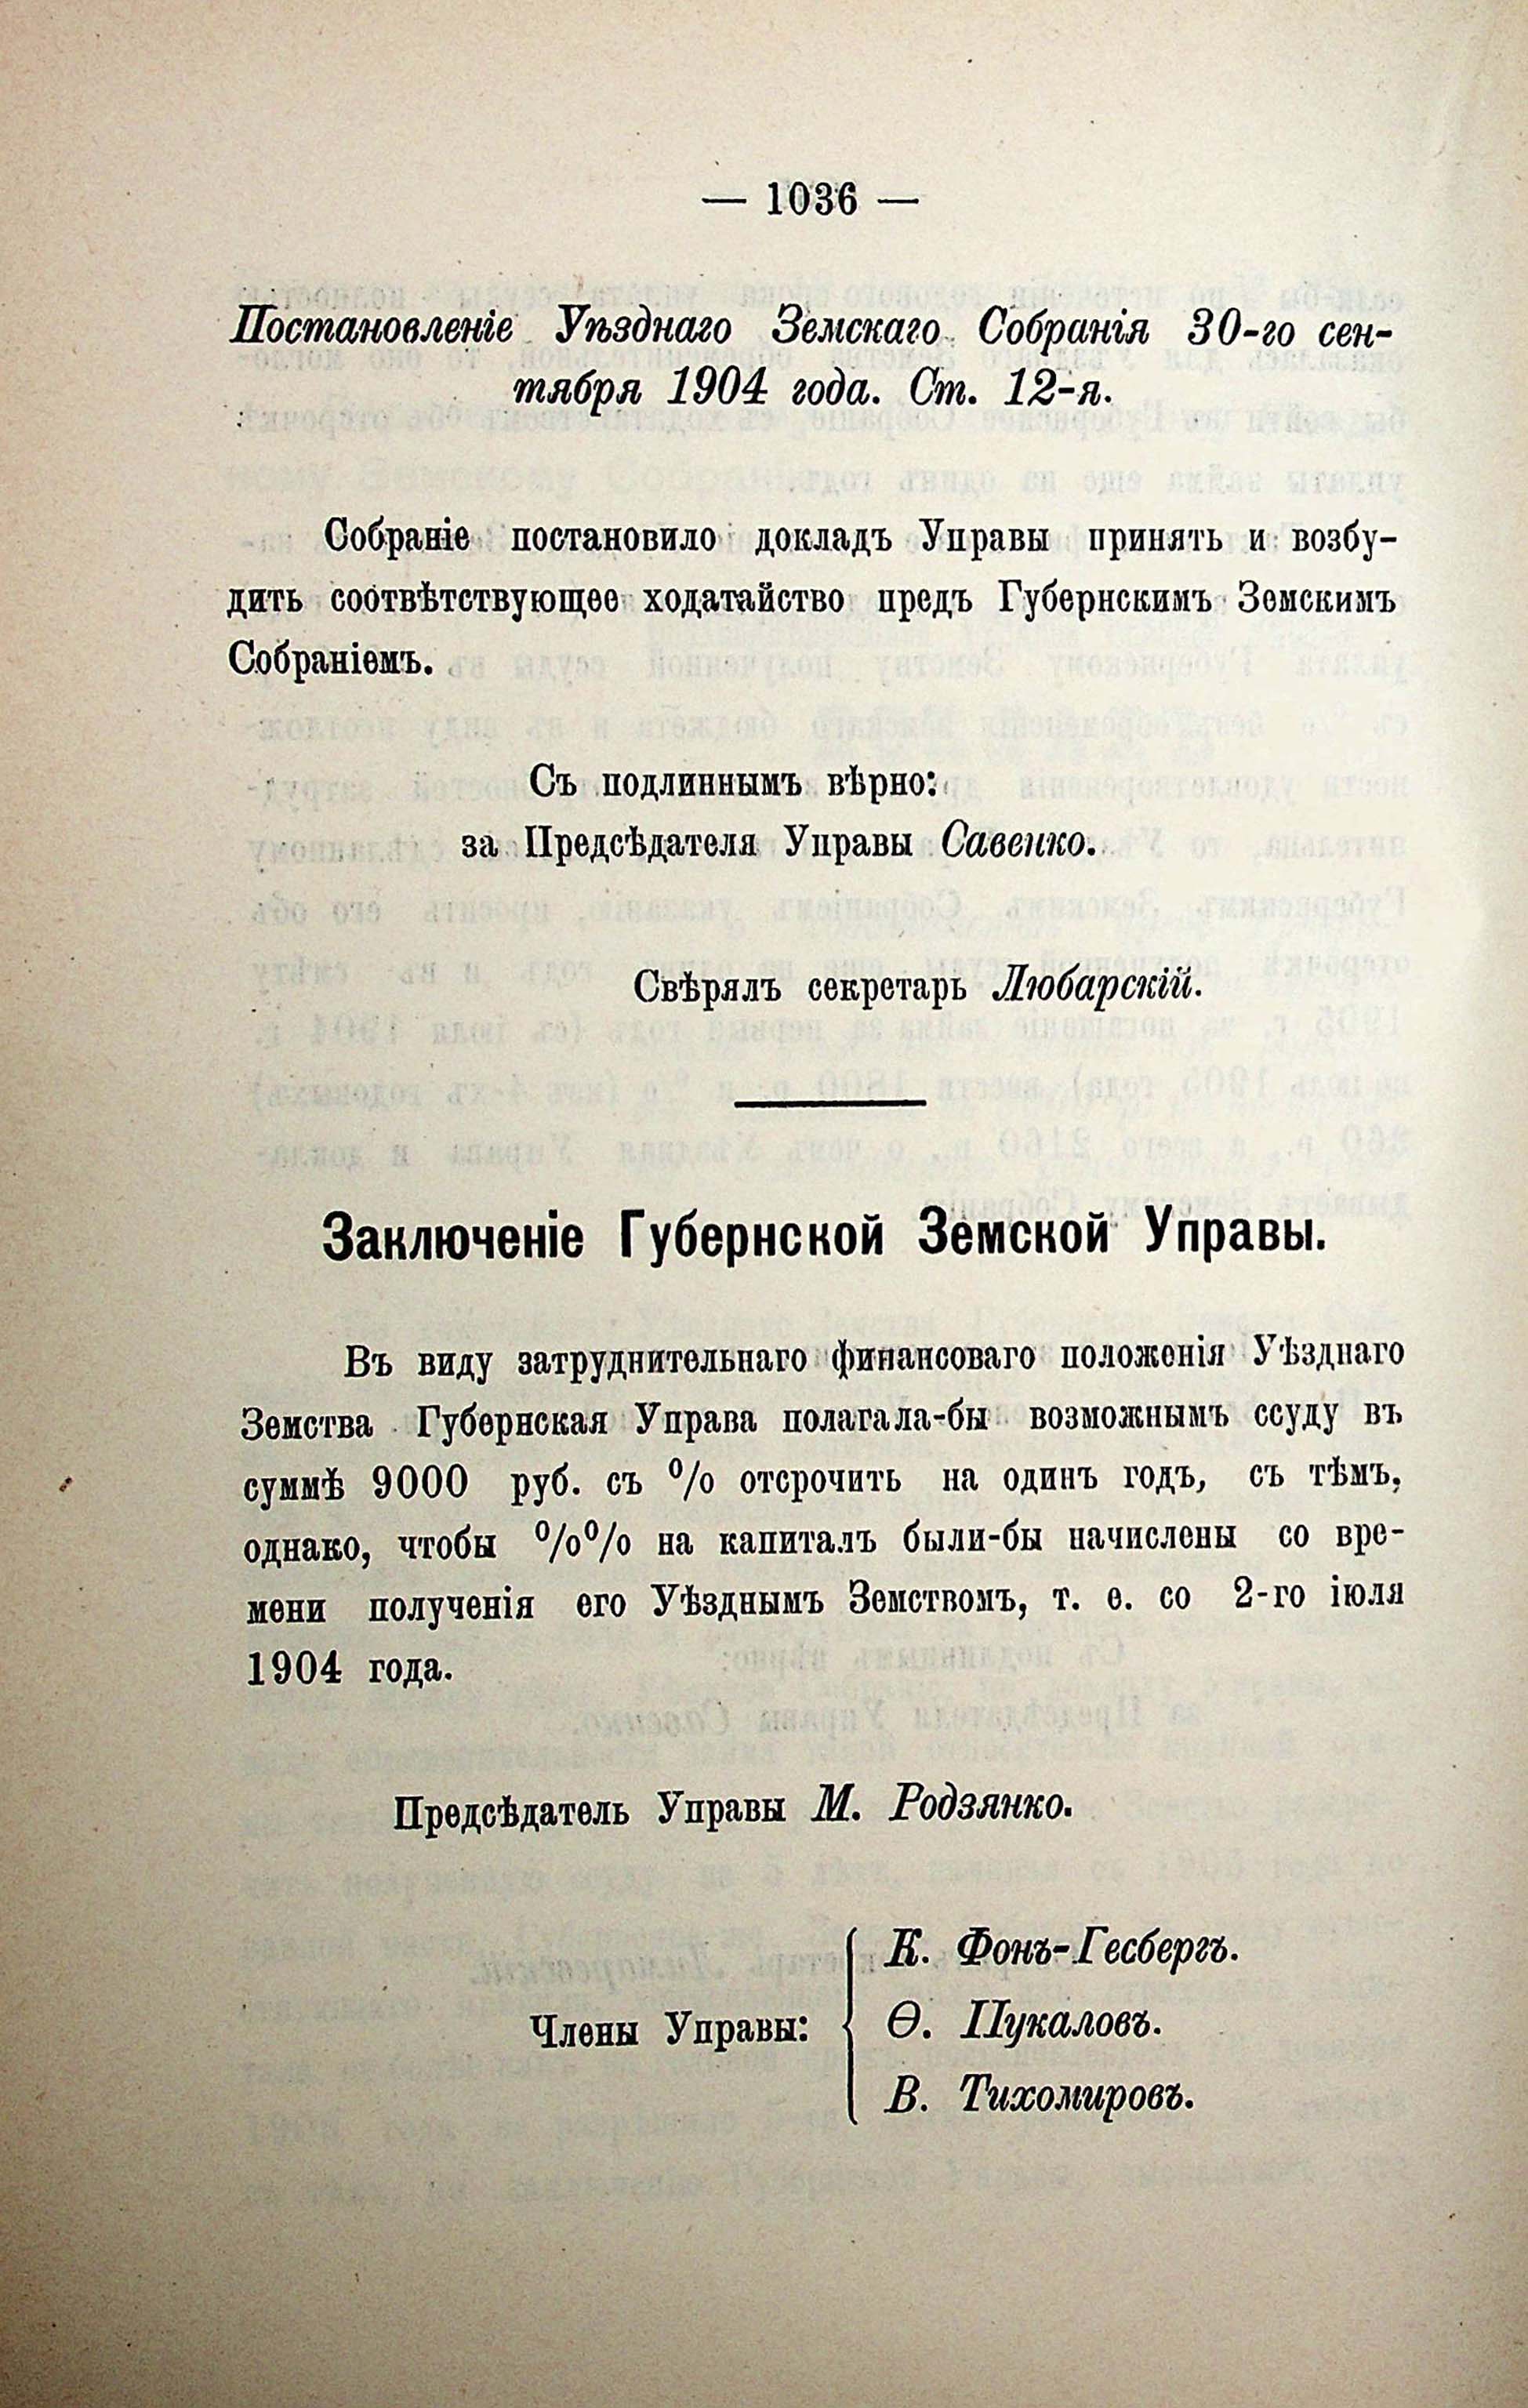 — 1036 —
Постановленіе Уѣзднаго Земскаго Собранія 30-го сен-
тября 1904 года. Ст. 12-я.
Собраніе постановило докладъ Управы принять и возбу-
дить соотвѣтствующее ходатайство предъ Губернскимъ Земскимъ
Собраніемъ.
Съ подлиннымъ вѣрно:
за Предсѣдателя Управы Савенко.
Свѣрялъ секретарь Любарскій.
Заключеніе Губернской Земской Управы.
Въ виду затруднительнаго финансоваго положенія Уѣзднаго
Земства Губернская Управа полагала-бы возможнымъ ссуду въ
суммѣ 9000 руб. съ % отсрочить на одинъ годъ, съ тѣмъ,
однако, чтобы %% на капиталъ были-бы начислены со вре-
мени полученія его Уѣзднымъ Земствомъ, т. е. со 2-го іюля
1904 года.
Предсѣдатель Управы М. Родзянко.
Члены Управы:
К. Фонъ-Гесбергъ.
Ѳ. Пукаловъ.
В. Тихомировъ.